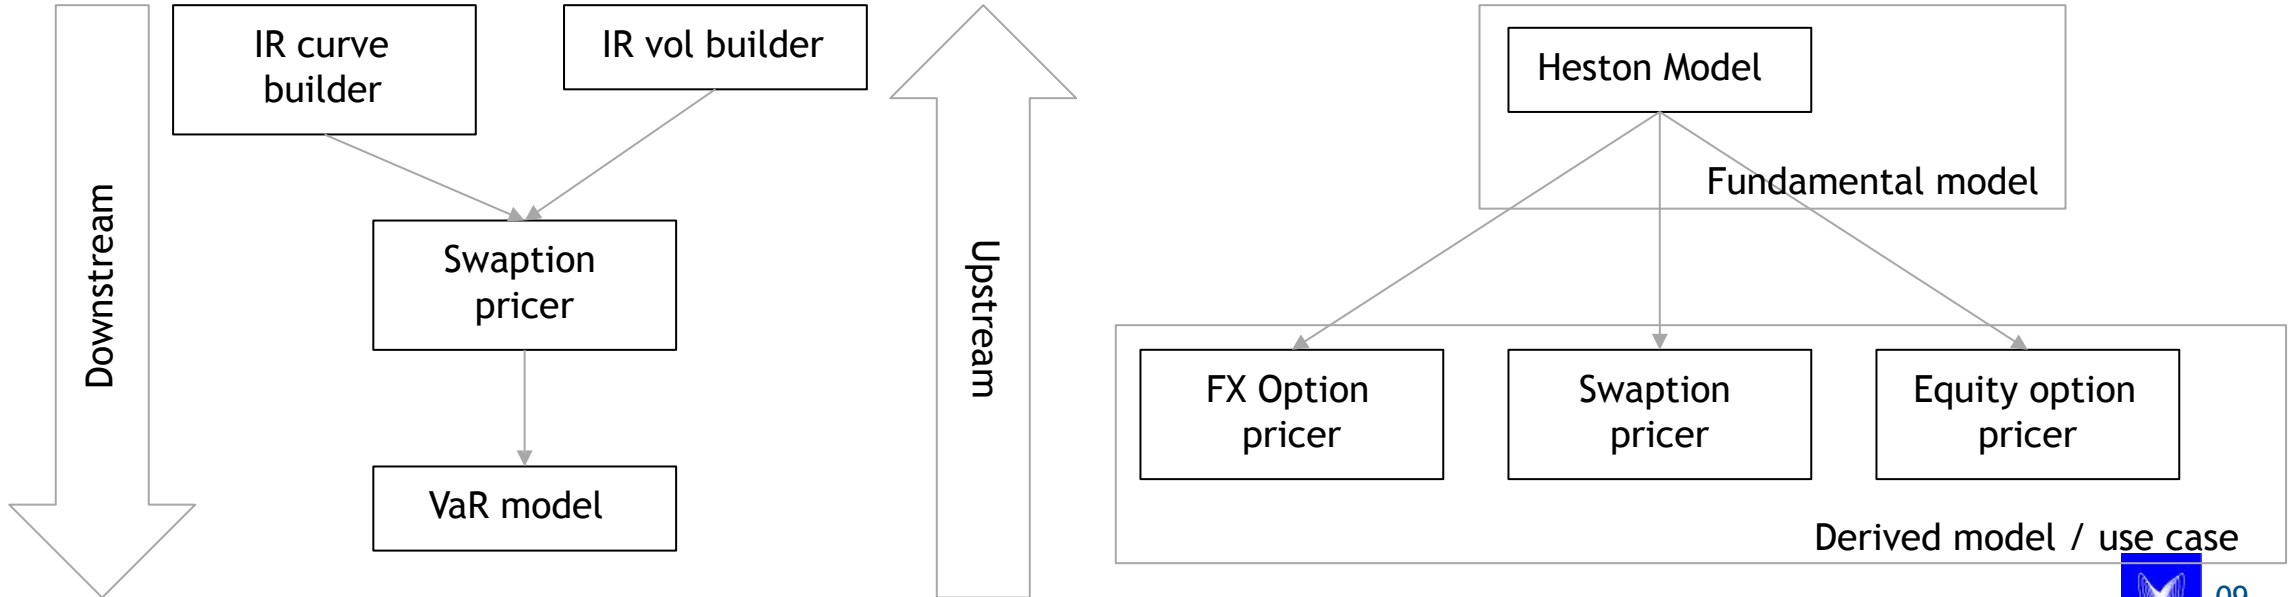 IR curve
builder
IR vol builder
Downstream
Swaption
pricer
VaR model
Upstream
Heston Model
Fundamental model
FX Option
pricer
Swaption
pricer
Equity option
pricer
Derived model / use case